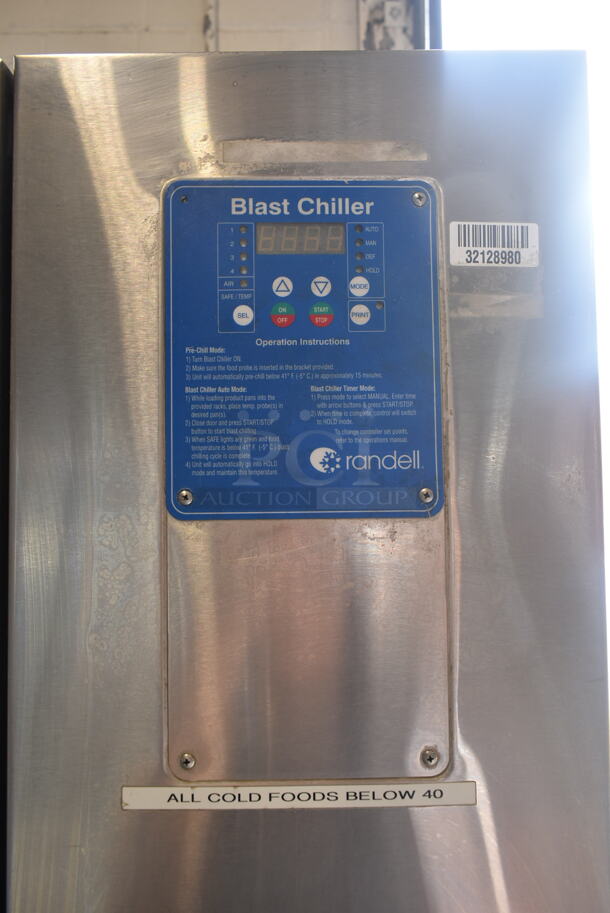 Blast Chiller
1
2
3
4
AIR
SAFE / TEMP
AUTO
MAN
DEF
HOLD
MODE
SEL
ON
OFF
START
STOP
PRINT
32128980
Operation Instructions
Pre-Chill Mode:
1) Turn Blast Chiller ON.
2) Make sure the food probe is inserted in the bracket provided.
3) Unit will automatically pre-chill below 41° F. (-5° C.) in approximately 15 minutes.
Blast Chiller Auto Mode:
1) While loading product pans into the
provided racks, place temp. probe(s) in
desired pan(s).
2) Close door and press START/STOP
button to start blast chilling.
3) When SAFE lights are green and food
temperature is below 41° F. (-5° C.) blast
chilling cycle is complete.
4) Unit will automatically go into HOLD
mode and maintain this temperature.
Blast Chiller Timer Mode:
1) Press mode to select MANUAL. Enter time
with arrow buttons & press START/STOP.
2) When time is complete, control will switch
to HOLD mode.
To change controller set points,
refer to the operations manual.
randell
PCI
AUCTION GROUP
ALL COLD FOODS BELOW 40